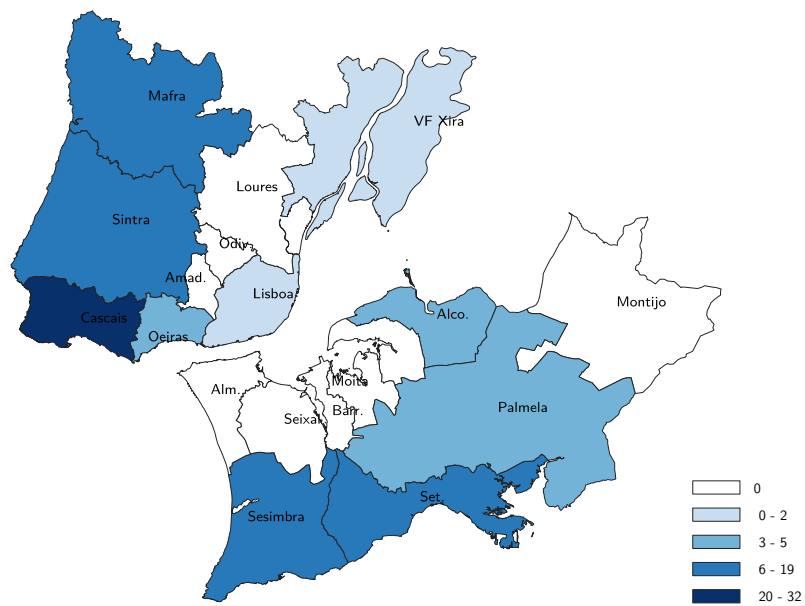 Mafra
VF Xira
Loures
Sintra
Odiv.
Amad.
Lisboa
Montijo
Cascais
Alco.
Oeiras
Moita
Alm.
Barr.
Palmela
Seixal
Set.
Sesimbra
0
0 - 2
3 - 5
6 - 19
20 - 32